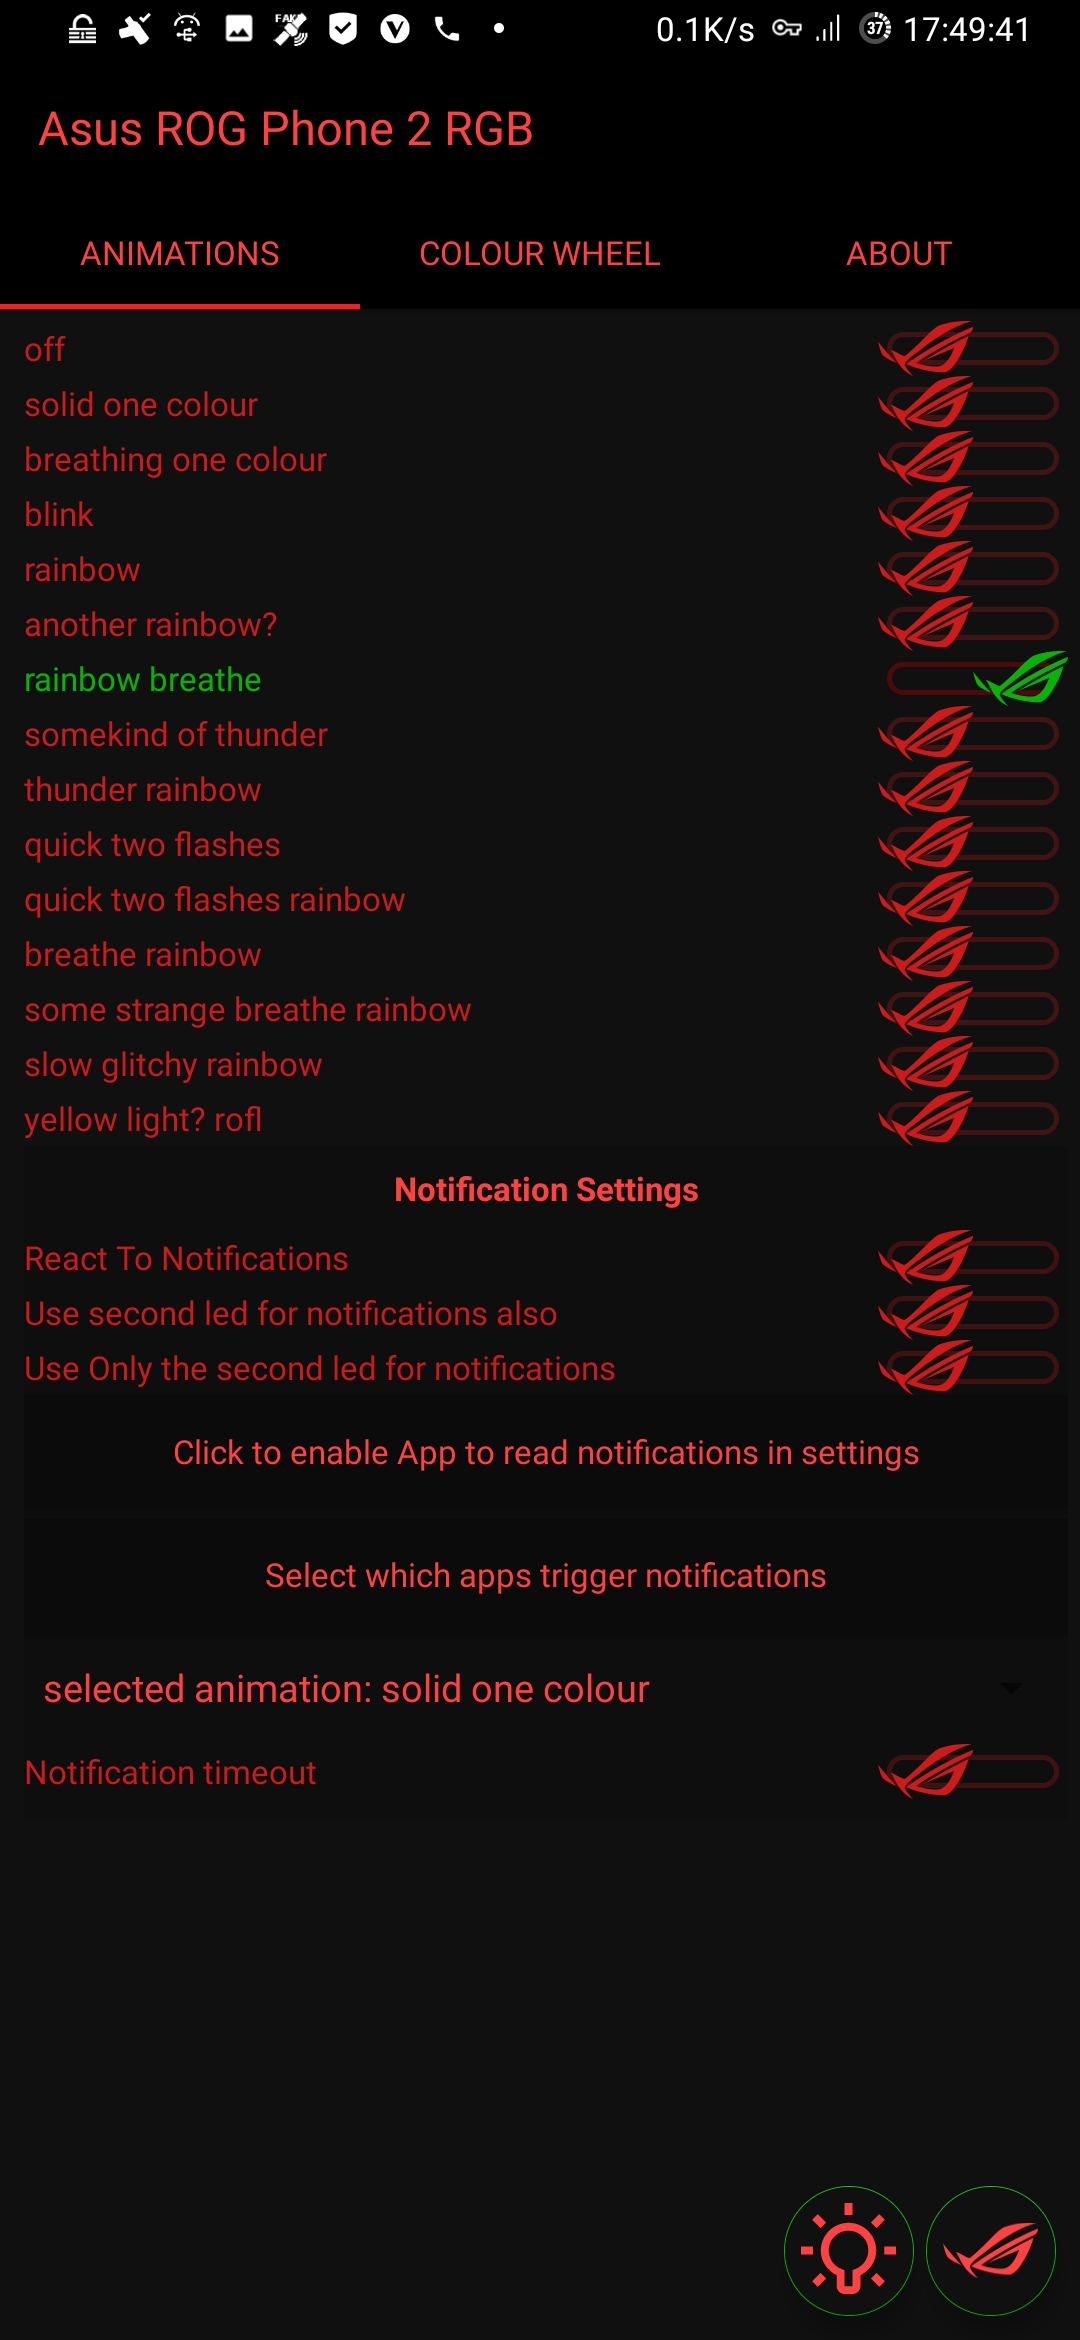 FAKE
0.1K/s 37 17:49:41
Asus ROG Phone 2 RGB
ANIMATIONS COLOUR WHEEL ABOUT
off
solid one colour
breathing one colour
blink
rainbow
another rainbow?
rainbow breathe
somekind of thunder
thunder rainbow
quick two flashes
quick two flashes rainbow
breathe rainbow
some strange breathe rainbow
slow glitchy rainbow
yellow light? rofl
Notification Settings
React To Notifications
Use second led for notifications also
Use Only the second led for notifications
Click to enable App to read notifications in settings
Select which apps trigger notifications
selected animation: solid one colour
Notification timeout